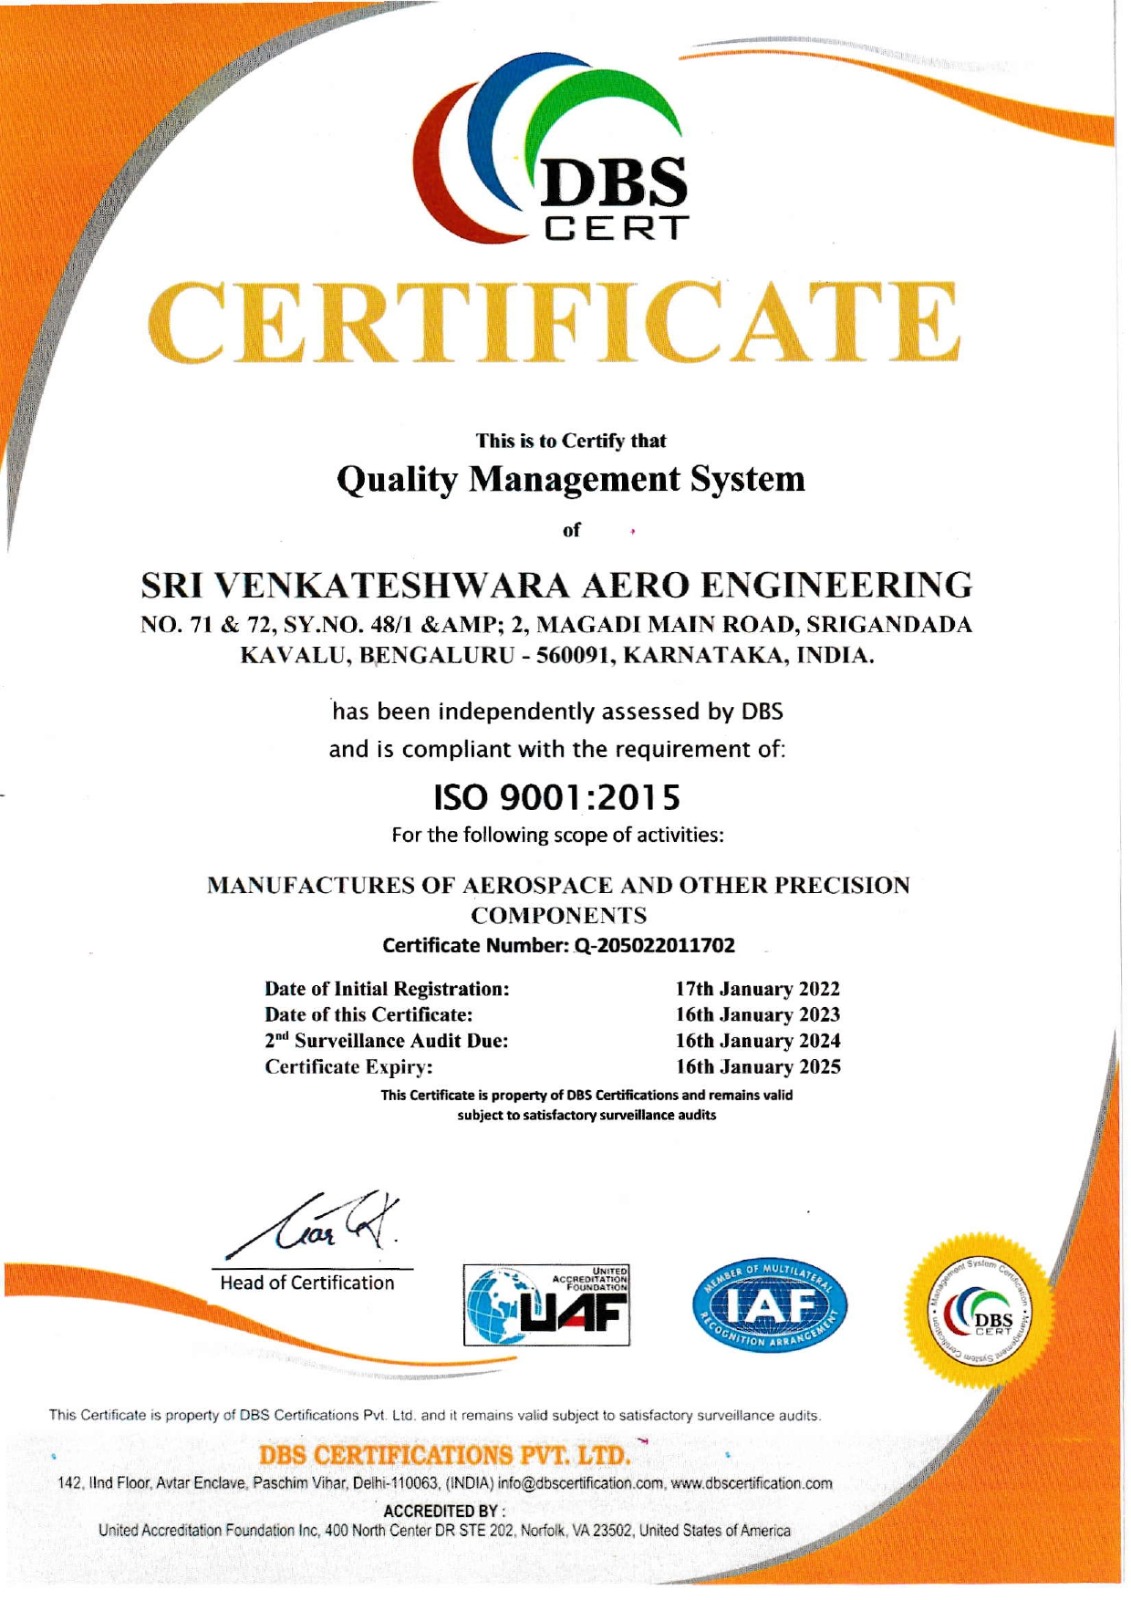 DBS
CERT
CERTIFICATE
This is to Certify that
Quality Management System
of
SRI VENKATESHWARA AERO ENGINEERING
NO. 71 & 72, SY.NO. 48/1 &AMP; 2, MAGADI MAIN ROAD, SRIGANDADA
KAVALU, BENGALURU - 560091, KARNATAKA, INDIA.
has been independently assessed by DBS
and is compliant with the requirement of:
ISO 9001:2015
For the following scope of activities:
MANUFACTURES OF AEROSPACE AND OTHER PRECISION
COMPONENTS
Certificate Number: Q-205022011702
Date of Initial Registration: 17th January 2022
Date of this Certificate: 16th January 2023
2nd Surveillance Audit Due: 16th January 2024
Certificate Expiry: 16th January 2025
This Certificate is property of DBS Certifications and remains valid
subject to satisfactory surveillance audits
Head of Certification
UNITED
ACCREDITATION
FOUNDATION
UAF
MEMBER OF MULTILATERAL
IAF
RECOGNITION ARRANGEMENT
Management System Certification • Management System Certification •
DBS
CERT
This Certificate is property of DBS Certifications Pvt. Ltd. and it remains valid subject to satisfactory surveillance audits.
DBS CERTIFICATIONS PVT. LTD.
142, IInd Floor, Avtar Enclave, Paschim Vihar, Delhi-110063, (INDIA) info@dbscertification.com, www.dbscertification.com
ACCREDITED BY :
United Accreditation Foundation Inc, 400 North Center DR STE 202, Norfolk, VA 23502, United States of America